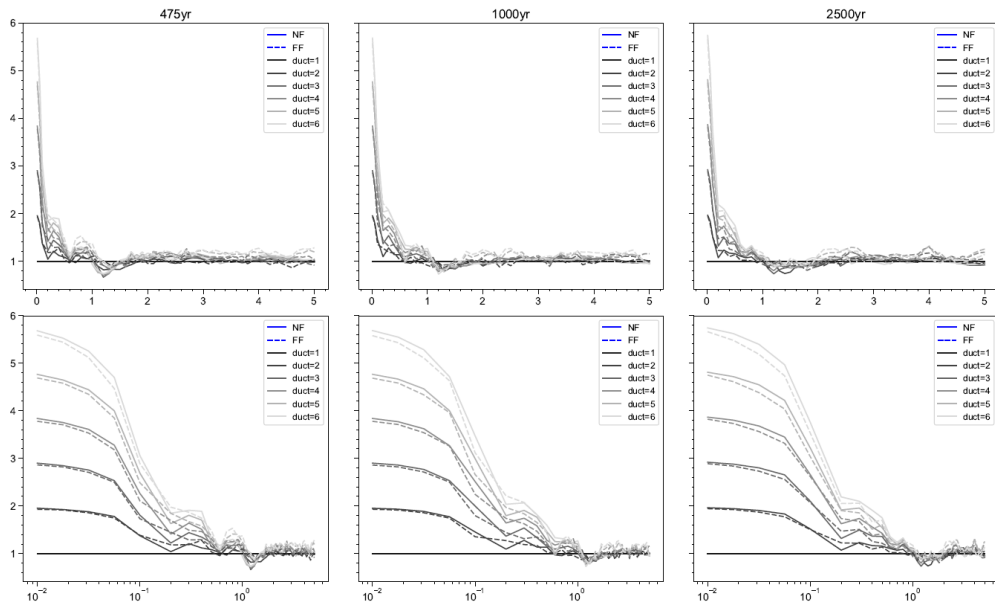 475yr
1000yr
2500yr
6
5
4
3
2
1
0 1 2 3 4 5
NF
FF
duct=1
duct=2
duct=3
duct=4
duct=5
duct=6
0 1 2 3 4 5
NF
FF
duct=1
duct=2
duct=3
duct=4
duct=5
duct=6
0 1 2 3 4 5
NF
FF
duct=1
duct=2
duct=3
duct=4
duct=5
duct=6
6
5
4
3
2
1
10⁻² 10⁻¹ 10⁰
NF
FF
duct=1
duct=2
duct=3
duct=4
duct=5
duct=6
10⁻² 10⁻¹ 10⁰
NF
FF
duct=1
duct=2
duct=3
duct=4
duct=5
duct=6
10⁻² 10⁻¹ 10⁰
NF
FF
duct=1
duct=2
duct=3
duct=4
duct=5
duct=6